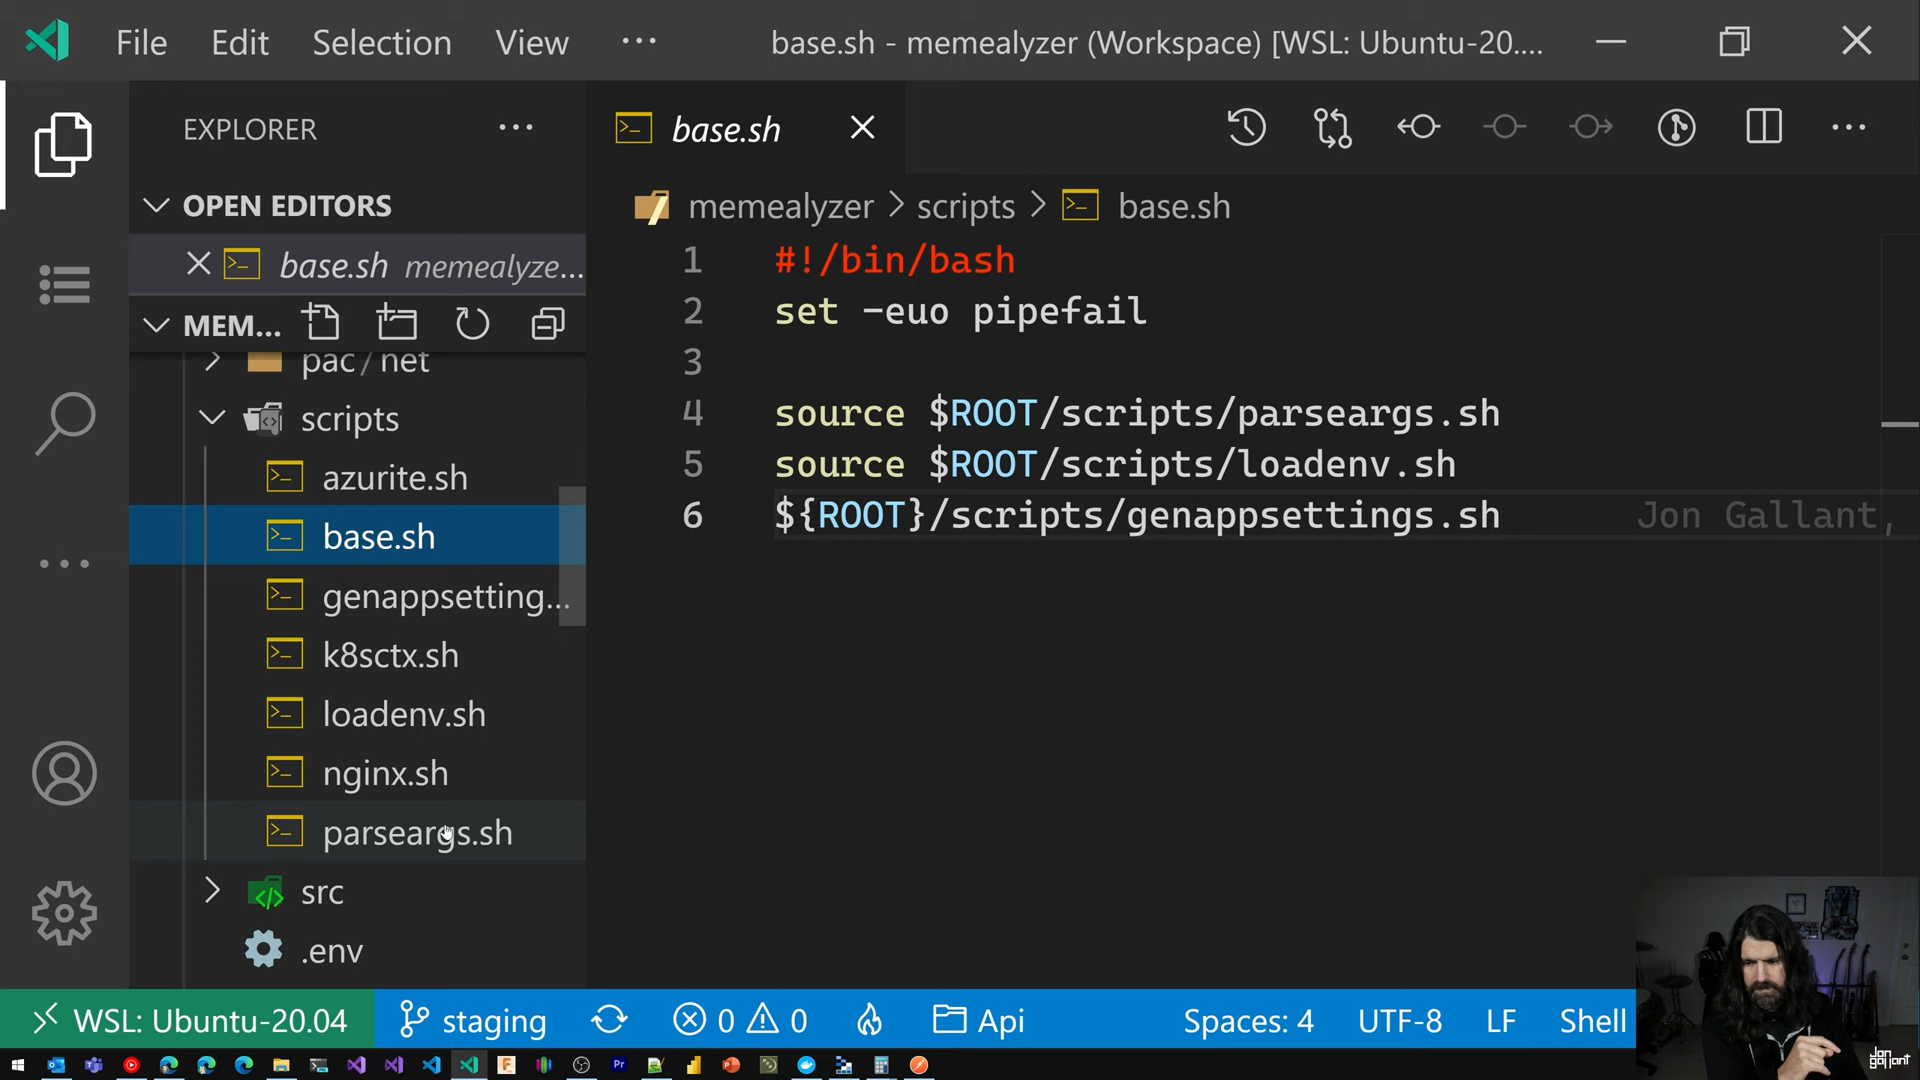 File Edit Selection View ··· base.sh - memealyzer (Workspace) [WSL: Ubuntu-20....
EXPLORER ···
OPEN EDITORS
base.sh memealyze...
MEM...
pac / net
scripts
azurite.sh
base.sh
genappsetting...
k8sctx.sh
loadenv.sh
nginx.sh
parseargs.sh
src
.env
base.sh
memealyzer > scripts > base.sh
1 #!/bin/bash
2 set -euo pipefail
3
4 source $ROOT/scripts/parseargs.sh
5 source $ROOT/scripts/loadenv.sh
6 ${ROOT}/scripts/genappsettings.sh Jon Gallant,
WSL: Ubuntu-20.04 staging 0 0 Api Spaces: 4 UTF-8 LF Shell
jon
gallant